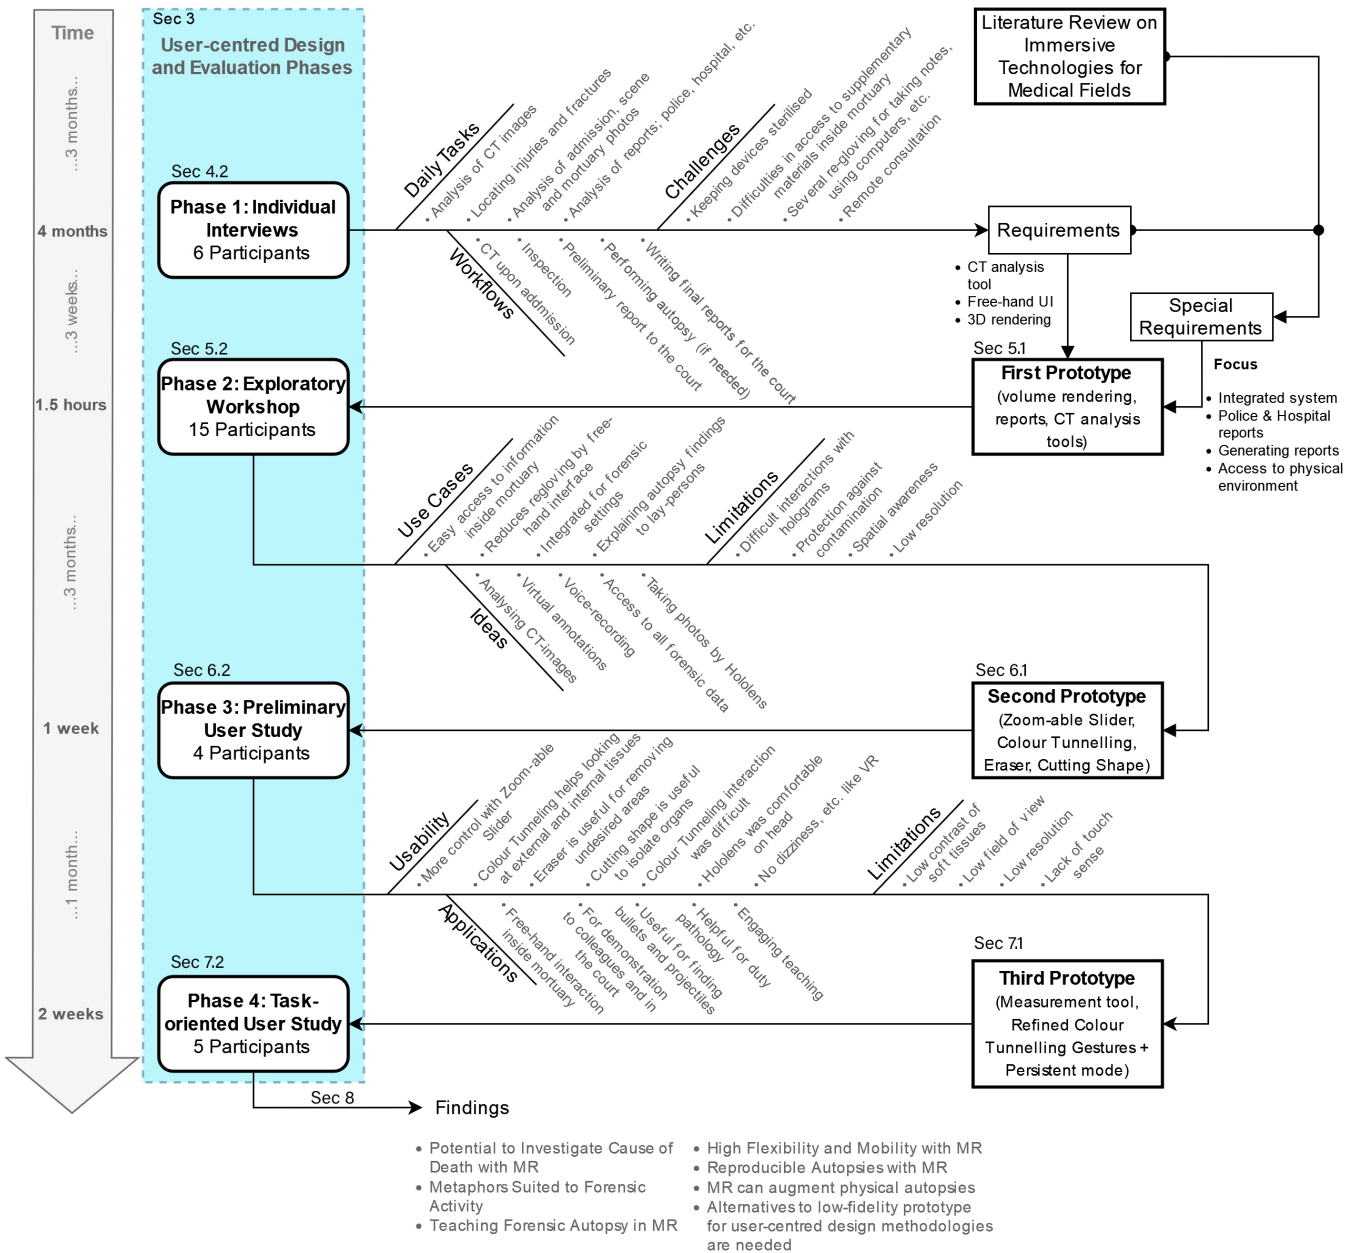 Time
...3 months...
4 months
...3 weeks...
1.5 hours
...3 months...
1 week
...1 month...
2 weeks
Sec 3
User-centred Design
and Evaluation Phases
Sec 4.2
Phase 1: Individual
Interviews
6 Participants
Daily Tasks
• Analysis of CT images
• Locating injuries and fractures
• Analysis of admission, scene
and mortuary photos
• Analysis of reports; police, hospital, etc.
Challenges
• Keeping devices sterilised
• Difficulties in access to supplementary
materials inside mortuary
• Several re-gloving for taking notes,
using computers, etc.
• Remote consultation
Workflows
• CT upon addmission
• Inspection
• Preliminary report to the court
• Performing autopsy (if needed)
• Writing final reports for the court
Literature Review on
Immersive
Technologies for
Medical Fields
Requirements
• CT analysis
tool
• Free-hand UI
• 3D rendering
Special
Requirements
Focus
• Integrated system
• Police & Hospital
reports
• Generating reports
• Access to physical
environment
Sec 5.1
First Prototype
(volume rendering,
reports, CT analysis
tools)
Sec 5.2
Phase 2: Exploratory
Workshop
15 Participants
Use Cases
• Easy access to information
inside mortuary
• Reduces regloving by free-
hand interface
• Integrated for forensic
settings
• Explaining autopsy findings
to lay-persons
Limitations
• Difficult interactions with
holograms
• Protection against
contamination
• Spatial awareness
• Low resolution
Ideas
• Analysing CT-images
• Virtual annotations
• Voice-recording
• Access to all forensic data
• Taking photos by Hololens
Sec 6.1
Second Prototype
(Zoom-able Slider,
Colour Tunnelling,
Eraser, Cutting Shape)
Sec 6.2
Phase 3: Preliminary
User Study
4 Participants
Usability
• More control with Zoom-able
Slider
• Colour Tunneling helps looking
at external and internal tissues
• Eraser is useful for removing
undesired areas
• Cutting shape is useful
to isolate organs
• Colour Tunneling interaction
was difficult
• Hololens was comfortable
on head
• No dizziness, etc. like VR
Limitations
• Low contrast of
soft tissues
• Low field of view
• Low resolution
• Lack of touch
sense
Applications
• Free-hand interaction
inside mortuary
• For demonstration
to colleagues and in
the court
• Useful for finding
bullets and projectiles
• Helpful for duty
pathology
• Engaging teaching
Sec 7.1
Third Prototype
(Measurement tool,
Refined Colour
Tunnelling Gestures +
Persistent mode)
Sec 7.2
Phase 4: Task-
oriented User Study
5 Participants
Sec 8
Findings
• Potential to Investigate Cause of
Death with MR
• Metaphors Suited to Forensic
Activity
• Teaching Forensic Autopsy in MR
• High Flexibility and Mobility with MR
• Reproducible Autopsies with MR
• MR can augment physical autopsies
• Alternatives to low-fidelity prototype
for user-centred design methodologies
are needed